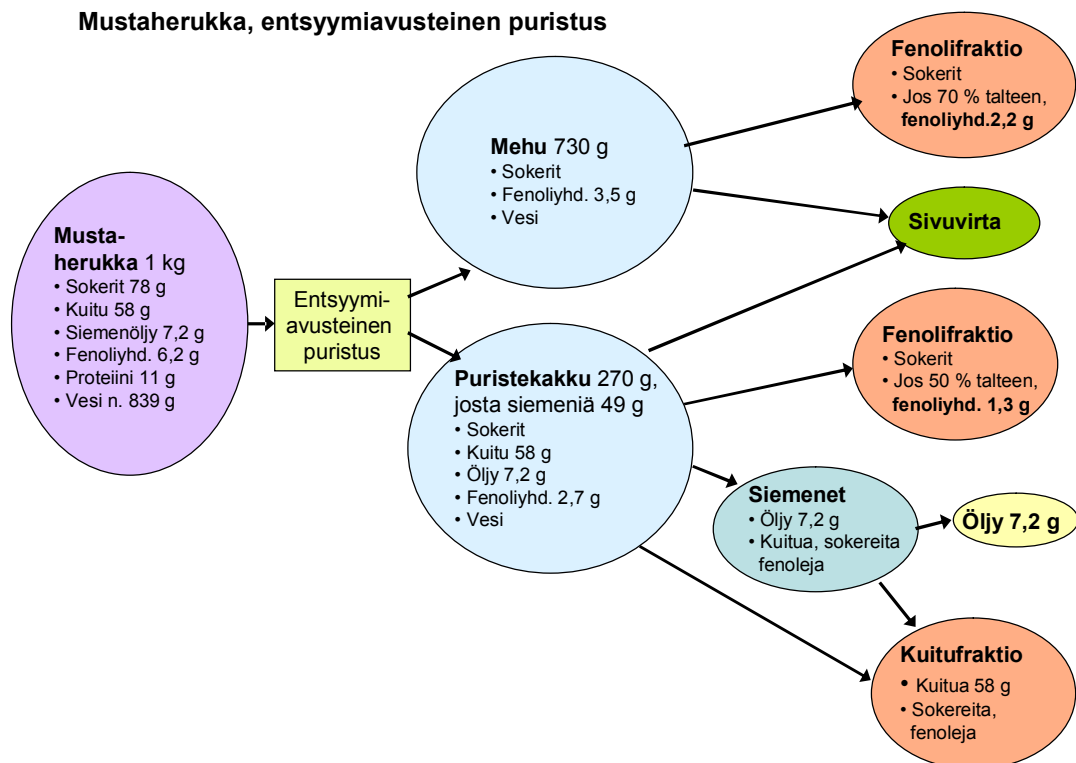 Mustaherukka, entsyymiavusteinen puristus
Musta-
herukka 1 kg
• Sokerit 78 g
• Kuitu 58 g
• Siemenöljy 7,2 g
• Fenoliyhd. 6,2 g
• Proteiini 11 g
• Vesi n. 839 g
Entsyymi-
avusteinen
puristus
Mehu 730 g
• Sokerit
• Fenoliyhd. 3,5 g
• Vesi
Puristekakku 270 g,
josta siemeniä 49 g
• Sokerit
• Kuitu 58 g
• Öljy 7,2 g
• Fenoliyhd. 2,7 g
• Vesi
Fenolifraktio
• Sokerit
• Jos 70 % talteen,
fenoliyhd.2,2 g
Sivuvirta
Fenolifraktio
• Sokerit
• Jos 50 % talteen,
fenoliyhd. 1,3 g
Siemenet
• Öljy 7,2 g
• Kuitua, sokereita
fenoleja
Öljy 7,2 g
Kuitufraktio
• Kuitua 58 g
• Sokereita,
fenoleja